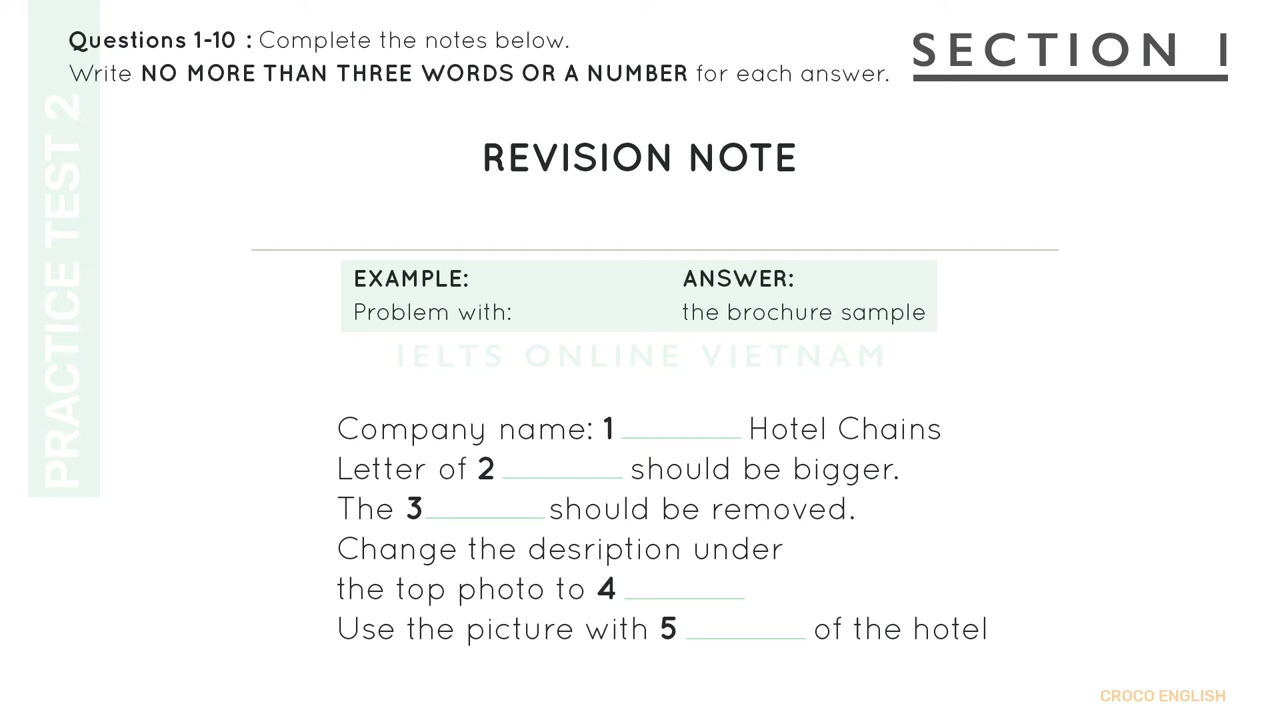 Questions 1-10 : Complete the notes below.
Write NO MORE THAN THREE WORDS OR A NUMBER for each answer.
SECTION I
PRACTICE TEST 2
REVISION NOTE
EXAMPLE: ANSWER:
Problem with: the brochure sample
IELTS ONLINE VIETNAM
Company name: 1 ________ Hotel Chains
Letter of 2 ________ should be bigger.
The 3 ________ should be removed.
Change the desription under
the top photo to 4 ________
Use the picture with 5 ________ of the hotel
CROCO ENGLISH